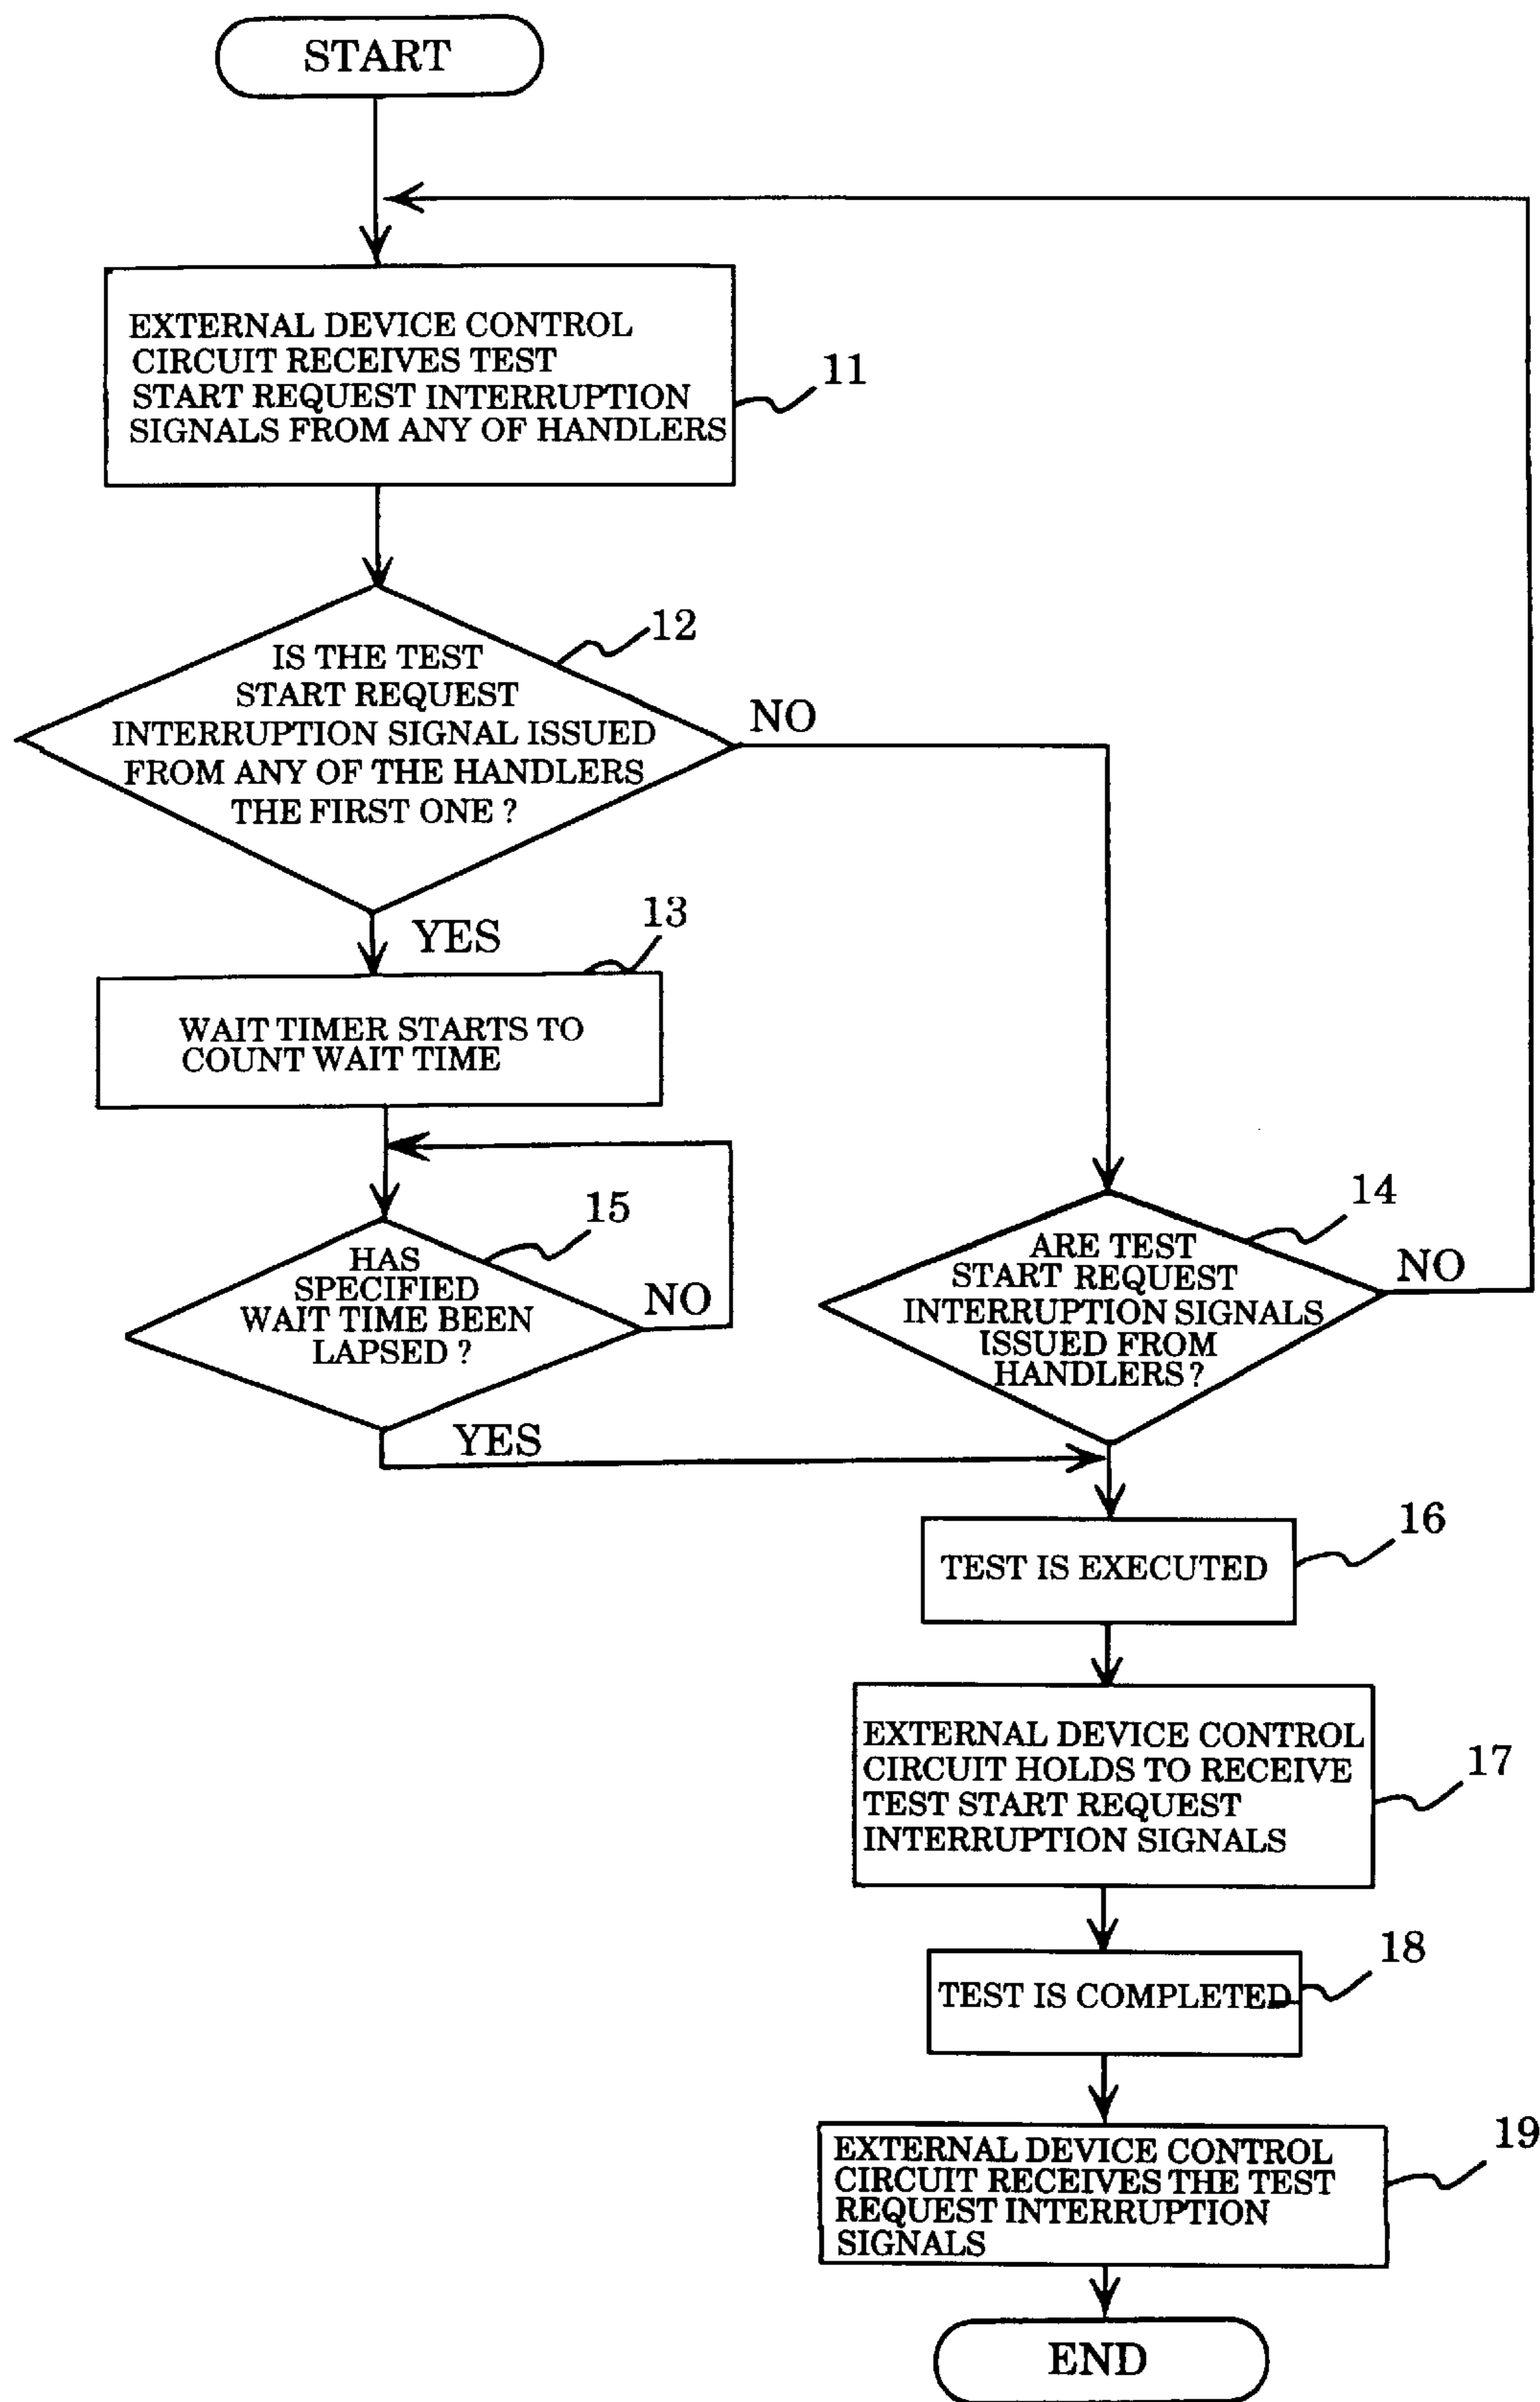 START
EXTERNAL DEVICE CONTROL
CIRCUIT RECEIVES TEST
START REQUEST INTERRUPTION
SIGNALS FROM ANY OF HANDLERS
11
IS THE TEST
START REQUEST
INTERRUPTION SIGNAL ISSUED
FROM ANY OF THE HANDLERS
THE FIRST ONE ?
12
NO
YES
13
WAIT TIMER STARTS TO
COUNT WAIT TIME
15
HAS
SPECIFIED
WAIT TIME BEEN
LAPSED ?
NO
YES
14
ARE TEST
START REQUEST
INTERRUPTION SIGNALS
ISSUED FROM
HANDLERS ?
NO
TEST IS EXECUTED
16
EXTERNAL DEVICE CONTROL
CIRCUIT HOLDS TO RECEIVE
TEST START REQUEST
INTERRUPTION SIGNALS
17
TEST IS COMPLETED
18
EXTERNAL DEVICE CONTROL
CIRCUIT RECEIVES THE TEST
REQUEST INTERRUPTION
SIGNALS
19
END